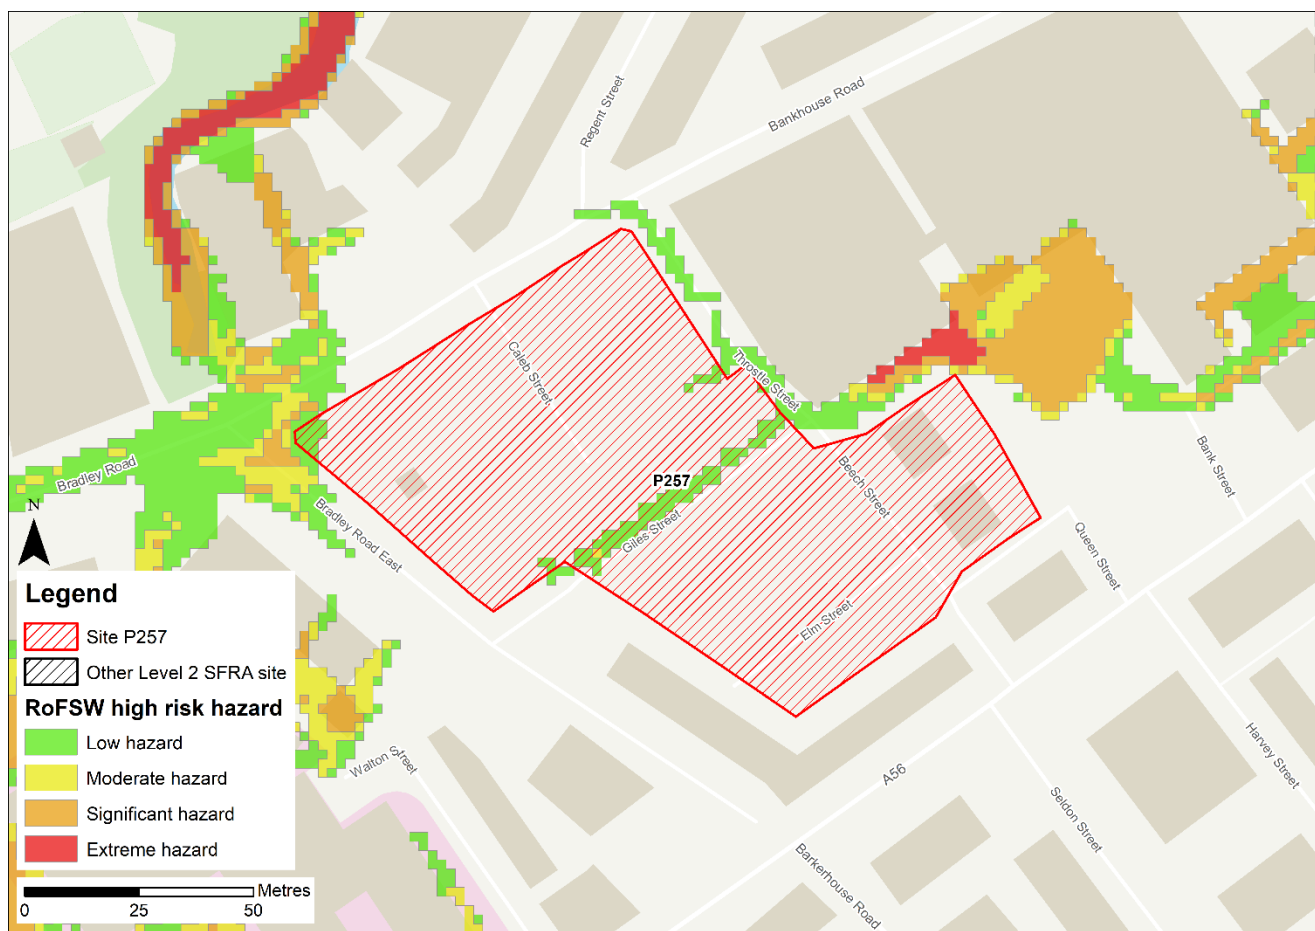 Regent Street
Bankhouse Road
Caleb Street
Throstle Street
Bradley Road
P257
Beech Street
Bank Street
Giles Street
Bradley Road East
Queen Street
Elm Street
Walton Street
A56
Seldon Street
Harvey Street
Barkerhouse Road
N
Legend
Site P257
Other Level 2 SFRA site
RoFSW high risk hazard
Low hazard
Moderate hazard
Significant hazard
Extreme hazard
Metres
0 25 50